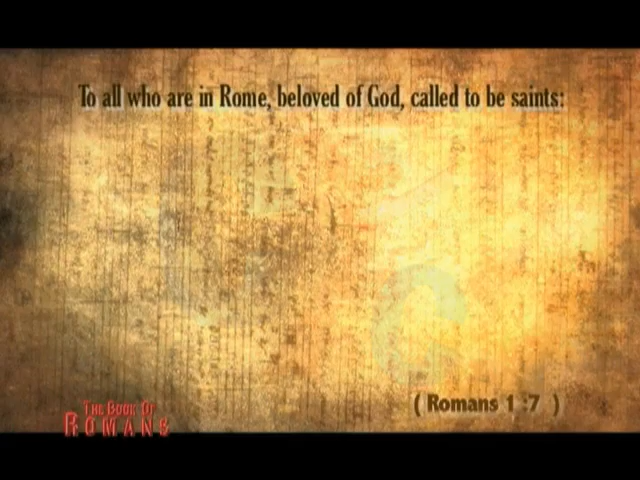 To all who are in Rome, beloved of God, called to be saints:
( Romans 1 :7 )
THE BOOK OF
ROMANS